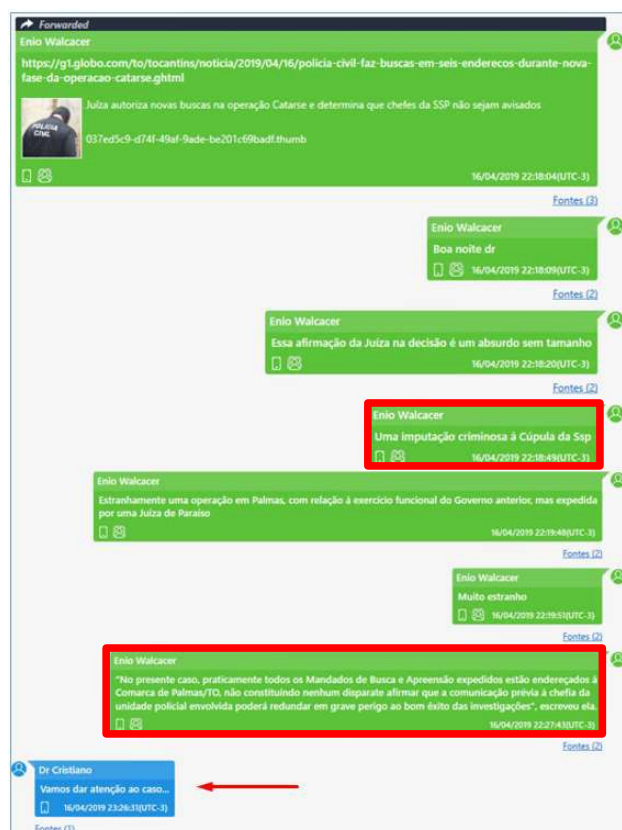 Forwarded
Enio Walcacer
https://g1.globo.com/to/tocantins/noticia/2019/04/16/policia-civil-faz-buscas-em-seis-enderecos-durante-nova-
fase-da-operacao-catarse.ghtml
Juíza autoriza novas buscas na operação Catarse e determina que chefes da SSP não sejam avisados
POLÍCIA
CIVIL
037ed5c9-d74f-49af-9ade-be201c69badf.thumb
16/04/2019 22:18:04(UTC-3)
Fontes (3)
Enio Walcacer
Boa noite dr
16/04/2019 22:18:09(UTC-3)
Fontes (2)
Enio Walcacer
Essa afirmação da Juíza na decisão é um absurdo sem tamanho
16/04/2019 22:18:20(UTC-3)
Fontes (2)
Enio Walcacer
Uma imputação criminosa à Cúpula da Ssp
16/04/2019 22:18:49(UTC-3)
Enio Walcacer
Estranhamente uma operação em Palmas, com relação à exercício funcional do Governo anterior, mas expedida
por uma Juíza de Paraíso
16/04/2019 22:19:48(UTC-3)
Fontes (2)
Enio Walcacer
Muito estranho
16/04/2019 22:19:51(UTC-3)
Fontes (2)
Enio Walcacer
"No presente caso, praticamente todos os Mandados de Busca e Apreensão expedidos estão endereçados à
Comarca de Palmas/TO, não constituindo nenhum disparate afirmar que a comunicação prévia à chefia da
unidade policial envolvida poderá redundar em grave perigo ao bom êxito das investigações", escreveu ela.
16/04/2019 22:27:43(UTC-3)
Fontes (2)
Dr Cristiano
Vamos dar atenção ao caso...
16/04/2019 23:26:31(UTC-3)
Fontes (1)